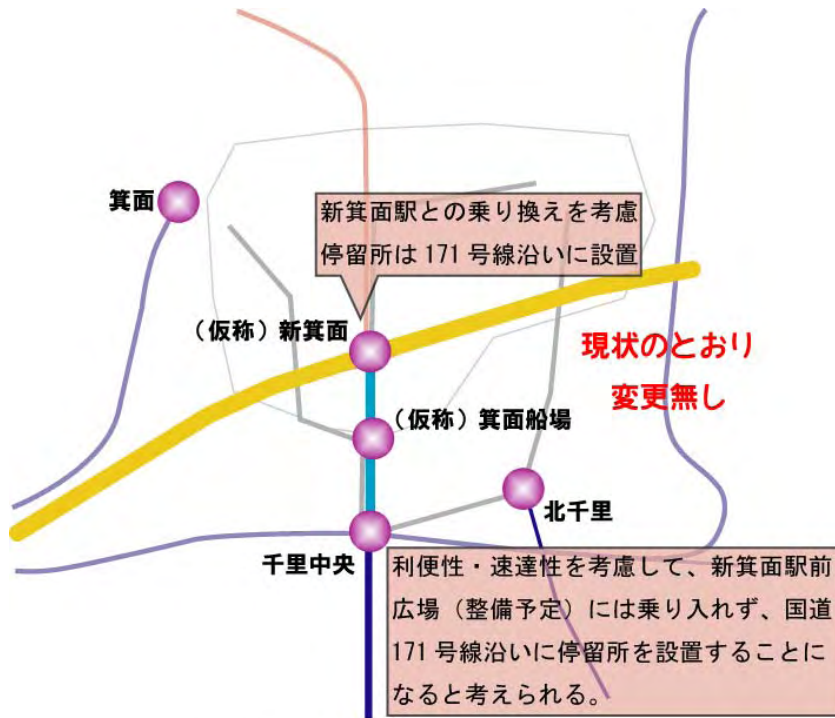 箕面
新箕面駅との乗り換えを考慮
停留所は171号線沿いに設置
（仮称）新箕面
現状のとおり
変更無し
（仮称）箕面船場
北千里
千里中央
利便性・速達性を考慮して、新箕面駅前
広場（整備予定）には乗り入れず、国道
171号線沿いに停留所を設置することに
なると考えられる。